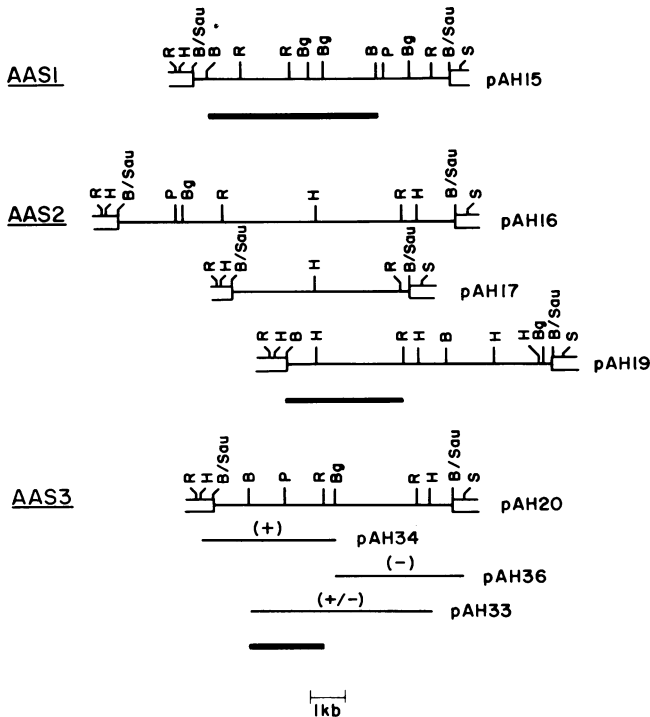 R H B/Sau B R R Bg Bg B P Bg R B/Sau S
AAS1 pAH15
R H B/Sau P Bg R H R H B/Sau S
AAS2 pAH16
R H B/Sau H R B/Sau S
pAH17
R H B H R H B H H Bg B/Sau S
pAH19
R H B/Sau B P R Bg R H B/Sau S
AAS3 pAH20
(+) pAH34
(-) pAH36
(+/-) pAH33
1kb